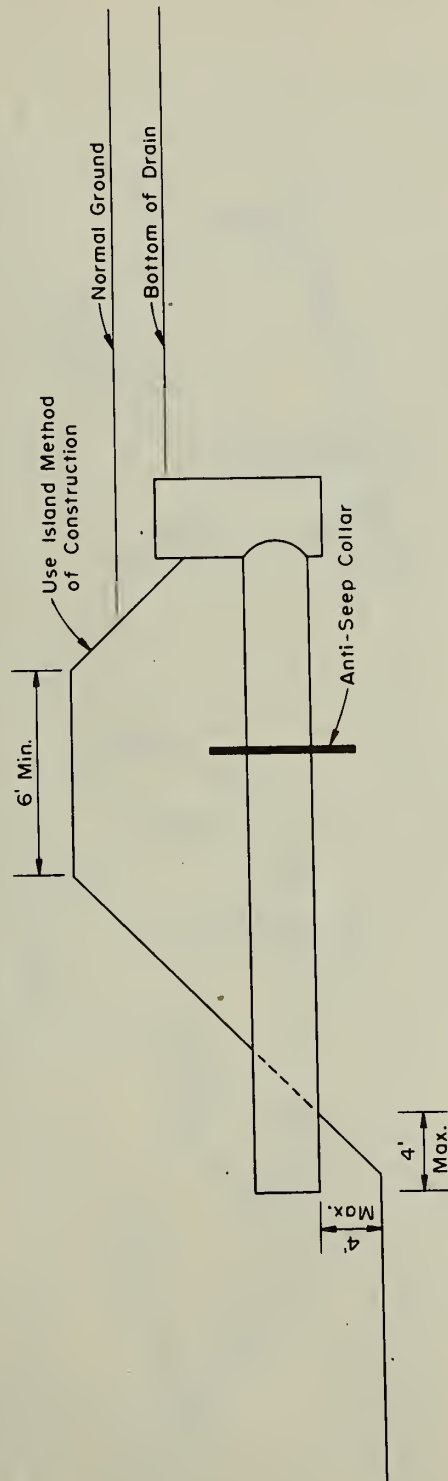 Normal Ground
Bottom of Drain
Use Island Method
of Construction
6' Min.
Anti-Seep Collar
4'
Max.
4'
Max.